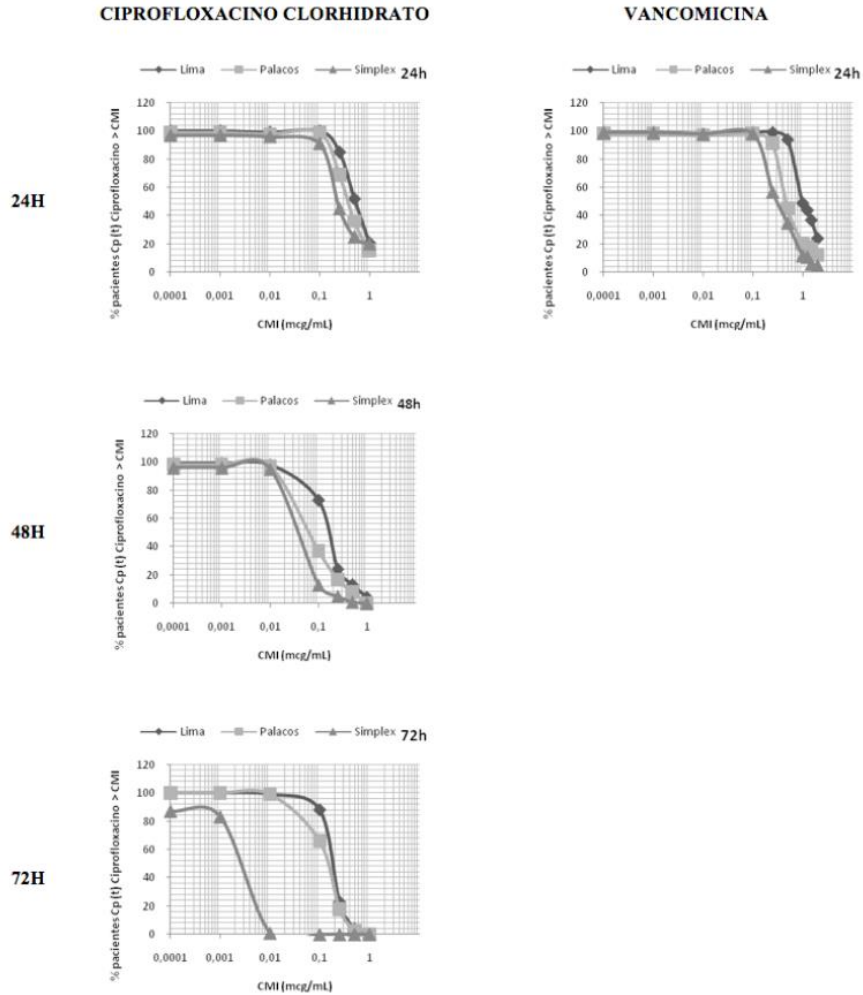 CIPROFLOXACINO CLORHIDRATO
VANCOMICINA
24H
Lima Palacos Simplex 24h
% pacientes Cp (t) Ciprofloxacino > CMI
120
100
80
60
40
20
0
0,0001 0,001 0,01 0,1 1
CMI (mcg/mL)
Lima Palacos Simplex 24h
% pacientes Cp (t) Ciprofloxacino > CMI
120
100
80
60
40
20
0
0,0001 0,001 0,01 0,1 1
CMI (mcg/mL)
48H
Lima Palacos Simplex 48h
% pacientes Cp (t) Ciprofloxacino > CMI
120
100
80
60
40
20
0
0,0001 0,001 0,01 0,1 1
CMI (mcg/mL)
72H
Lima Palacos Simplex 72h
% pacientes Cp (t) Ciprofloxacino > CMI
120
100
80
60
40
20
0
0,0001 0,001 0,01 0,1 1
CMI (mcg/mL)